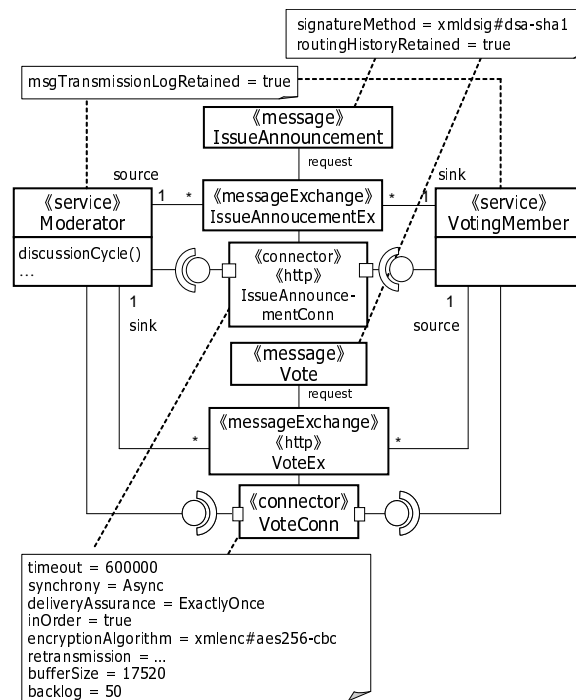 signatureMethod = xmldsig#dsa-sha1
routingHistoryRetained = true
msgTransmissionLogRetained = true
《message》
IssueAnnouncement
request
source
sink
1
*
*
1
《service》
Moderator
discussionCycle()
...
《messageExchange》
IssueAnnoucementEx
《service》
VotingMember
《connector》
《http》
IssueAnnounce-
mentConn
1
sink
1
source
《message》
Vote
request
《messageExchange》
《http》
VoteEx
*
*
《connector》
VoteConn
timeout = 600000
synchrony = Async
deliveryAssurance = ExactlyOnce
inOrder = true
encryptionAlgorithm = xmlenc#aes256-cbc
retransmission = ...
bufferSize = 17520
backlog = 50